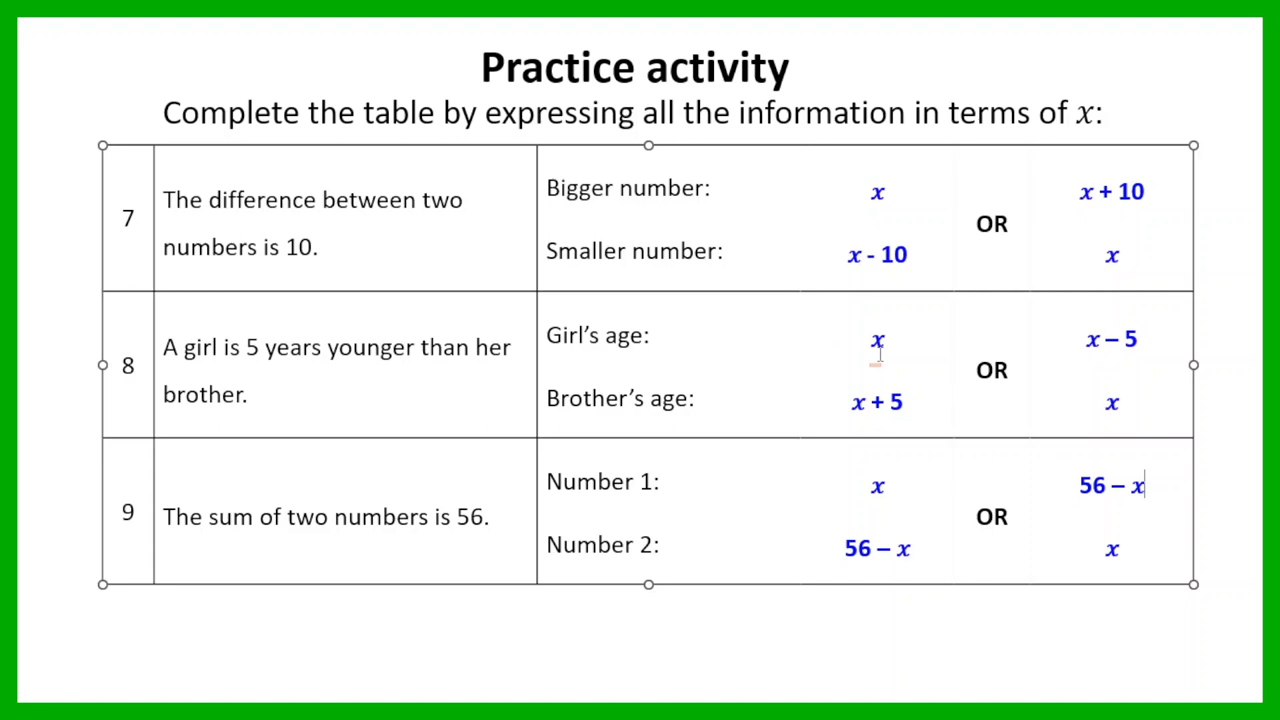 Practice activity
Complete the table by expressing all the information in terms of x:
7
The difference between two
numbers is 10.
Bigger number:
x
Smaller number:
x - 10
OR
x + 10
x
8
A girl is 5 years younger than her
brother.
Girl's age:
x
Brother's age:
x + 5
OR
x – 5
x
9
The sum of two numbers is 56.
Number 1:
x
Number 2:
56 – x
OR
56 – x
x